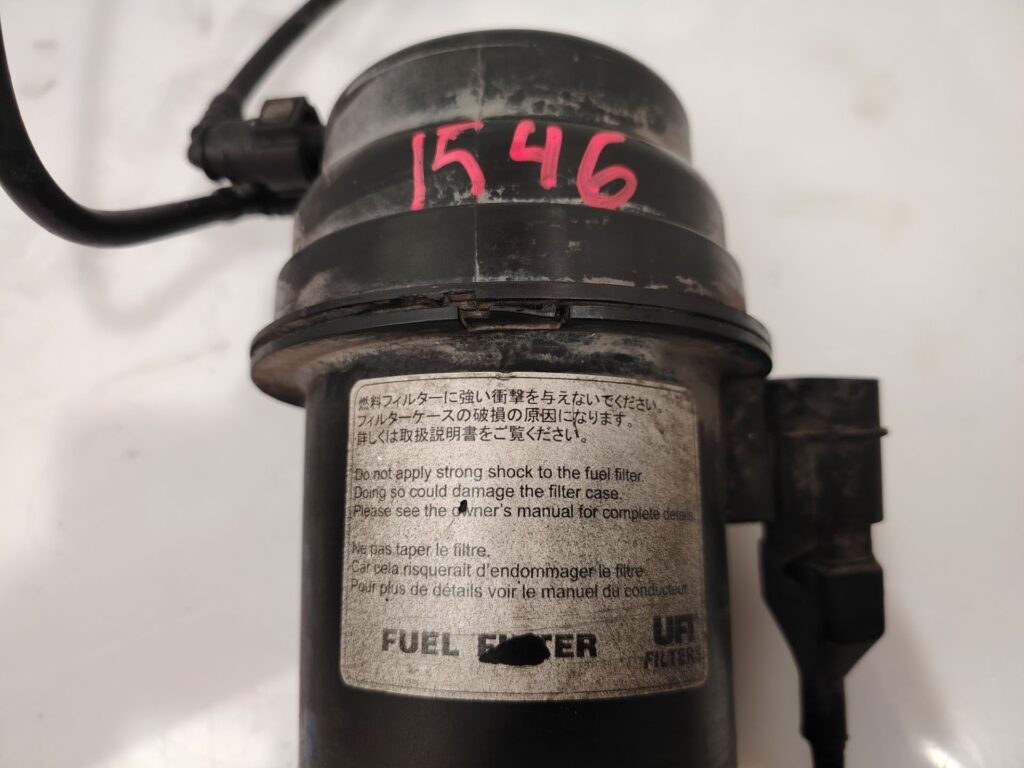 1546
燃料フィルターに強い衝撃を与えないでください。
フィルターケースの破損の原因になります。
詳しくは取扱説明書をご覧ください。
Do not apply strong shock to the fuel filter.
Doing so could damage the filter case.
Please see the owner's manual for complete details.
Ne pas taper le filtre.
Car cela risquerait d'endommager le filtre
Pour plus de détails voir le manuel du conducteur.
FUEL FILTER
UFI
FILTERS